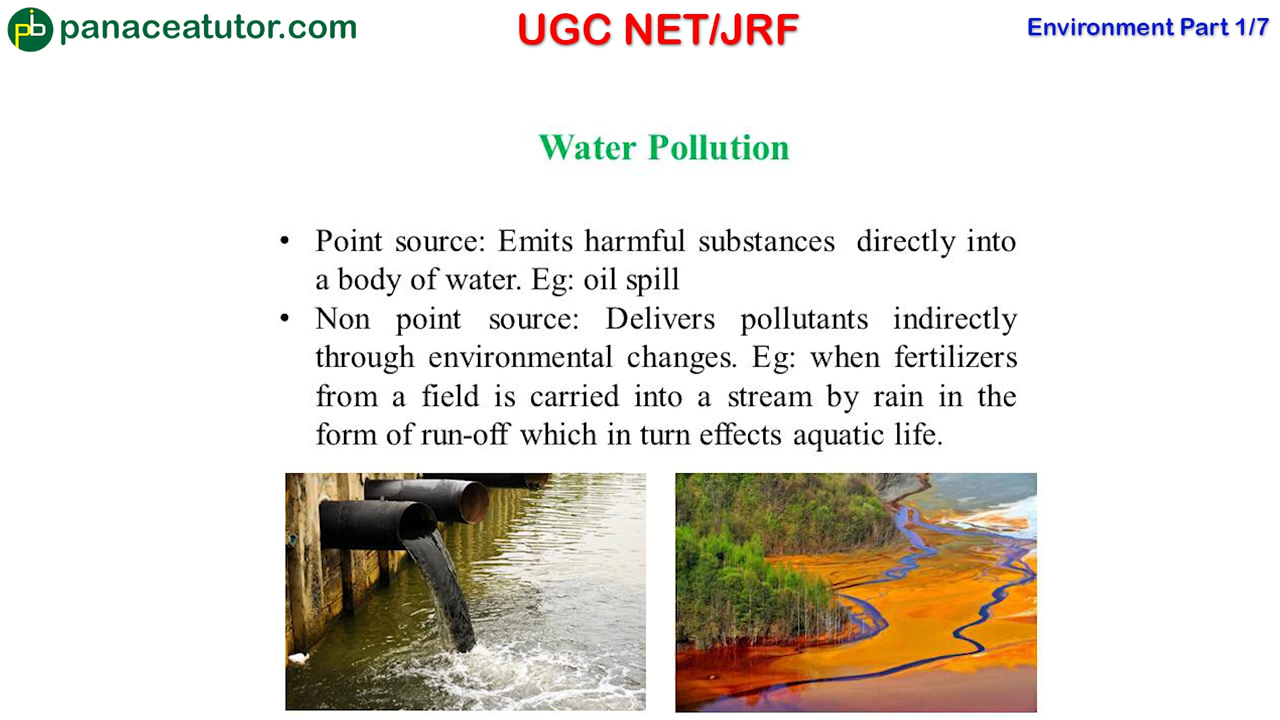 panaceatutor.com
UGC NET/JRF
Environment Part 1/7
Water Pollution
• Point source: Emits harmful substances directly into
a body of water. Eg: oil spill
• Non point source: Delivers pollutants indirectly
through environmental changes. Eg: when fertilizers
from a field is carried into a stream by rain in the
form of run-off which in turn effects aquatic life.